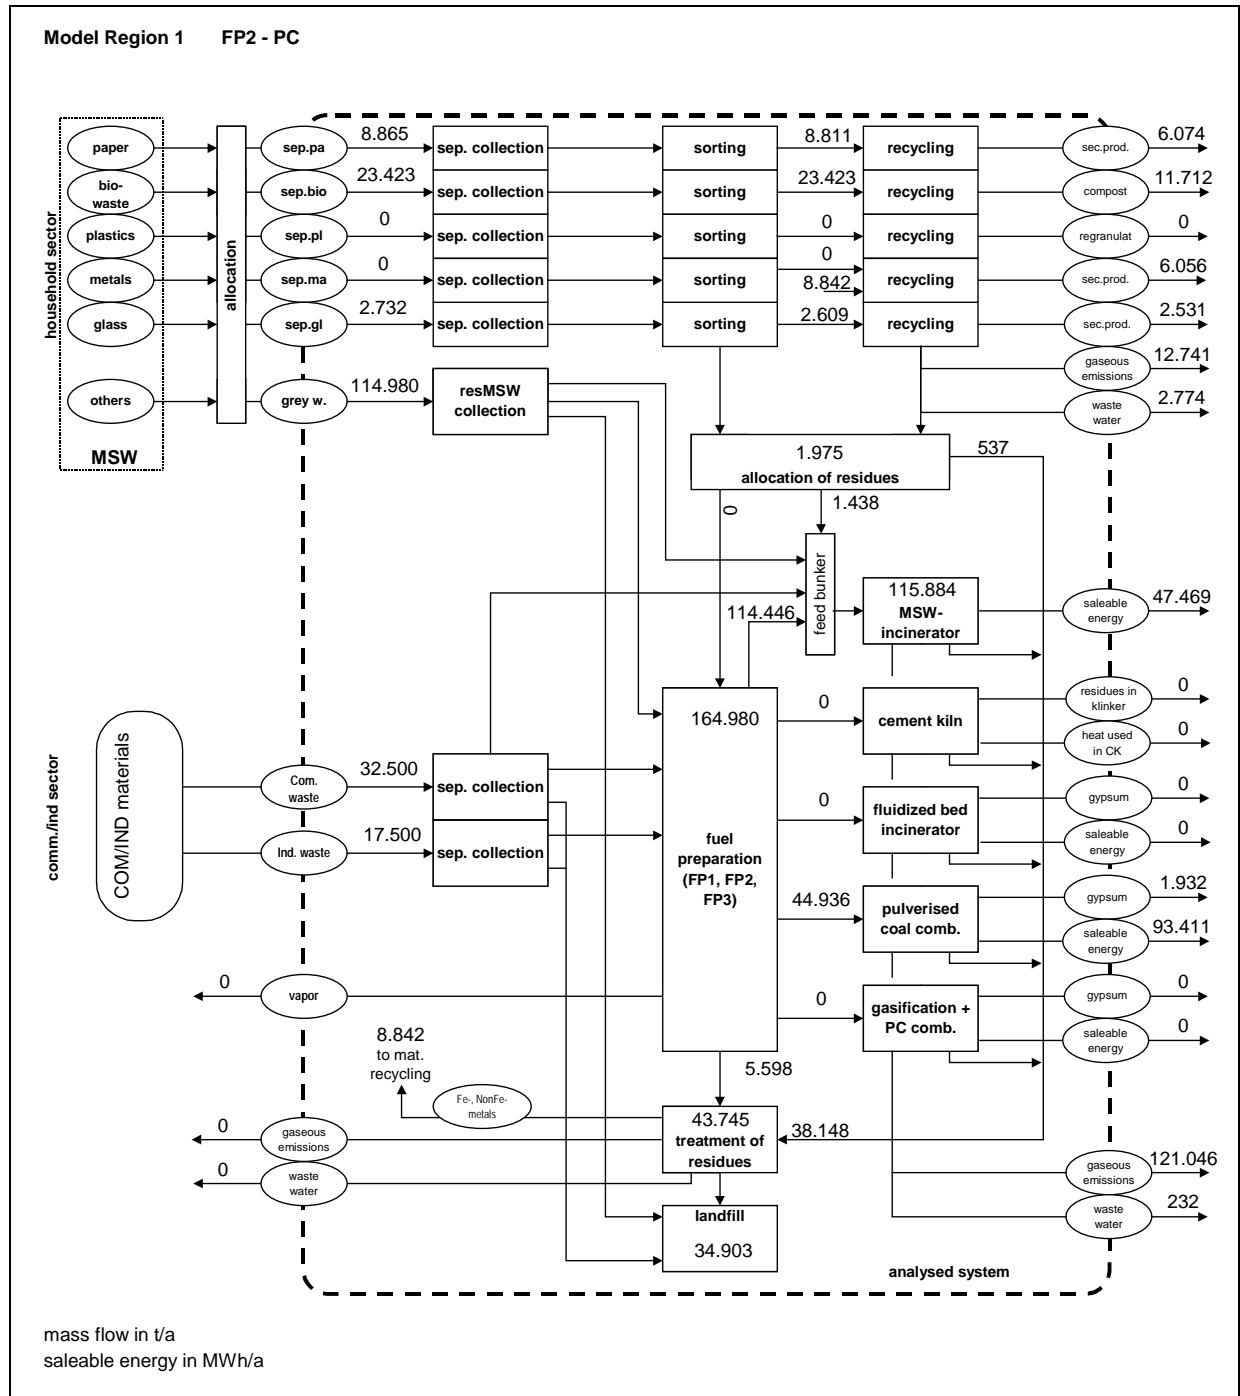 Model Region 1 FP2 - PC
household sector
paper
bio-
waste
plastics
metals
glass
others
MSW
allocation
sep.pa
8.865
sep. collection
sorting
8.811
recycling
sec.prod.
6.074
sep.bio
23.423
sep. collection
sorting
23.423
recycling
compost
11.712
sep.pl
0
sep. collection
sorting
0
recycling
regranulat
0
sep.ma
0
sep. collection
sorting
0
8.842
recycling
sec.prod.
6.056
sep.gl
2.732
sep. collection
sorting
2.609
recycling
sec.prod.
2.531
gaseous
emissions
12.741
waste
water
2.774
grey w.
114.980
resMSW
collection
1.975
allocation of residues
537
0
1.438
feed bunker
114.446
115.884
MSW-
incinerator
saleable
energy
47.469
comm./ind sector
COM/IND materials
Com.
waste
32.500
sep. collection
Ind. waste
17.500
sep. collection
164.980
fuel
preparation
(FP1, FP2,
FP3)
0
cement kiln
residues in
klinker
0
heat used
in CK
0
0
fluidized bed
incinerator
gypsum
0
saleable
energy
0
44.936
pulverised
coal comb.
gypsum
1.932
saleable
energy
93.411
0
gasification +
PC comb.
gypsum
0
saleable
energy
0
0
vapor
8.842
to mat.
recycling
Fe-, NonFe-
metals
5.598
43.745
treatment of
residues
38.148
0
gaseous
emissions
0
waste
water
landfill
34.903
gaseous
emissions
121.046
waste
water
232
analysed system
mass flow in t/a
saleable energy in MWh/a